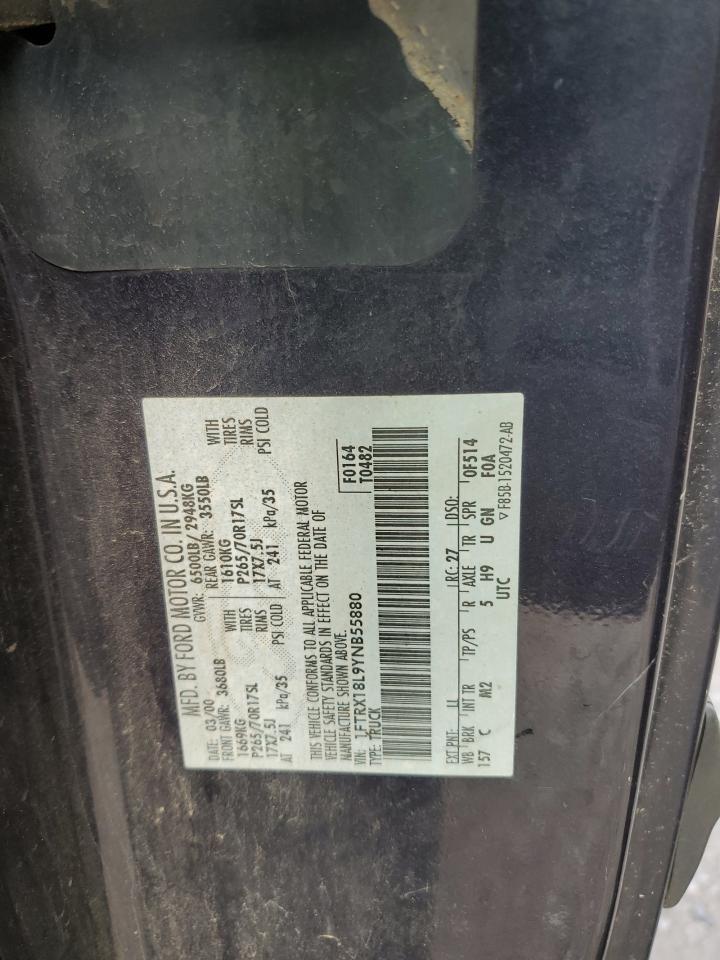 MFD. BY FORD MOTOR CO. IN U.S.A.
DATE: 03/00 GVWR: 6500LB/ 2948KG
FRONT GAWR: 3680LB REAR GAWR: 3550LB
1669KG WITH 1610KG WITH
P265/70R17SL TIRES P265/70R17SL TIRES
17X7.5J RIMS 17X7.5J RIMS
AT 241 kPa/35 AT 241 kPa/35 PSI COLD
THIS VEHICLE CONFORMS TO ALL APPLICABLE FEDERAL MOTOR
VEHICLE SAFETY STANDARDS IN EFFECT ON THE DATE OF
MANUFACTURE SHOWN ABOVE.
VIN: 1FTRX18L9YNB55880
TYPE: TRUCK
F0164
T0482
EXT PNT: LL RC: 27 DSO:
WB BRK INT TR TP/PS R AXLE TR SPR 0F514
157 C M2 5 H9 U GN F0A
UTC
▽F85B-1520472-AB